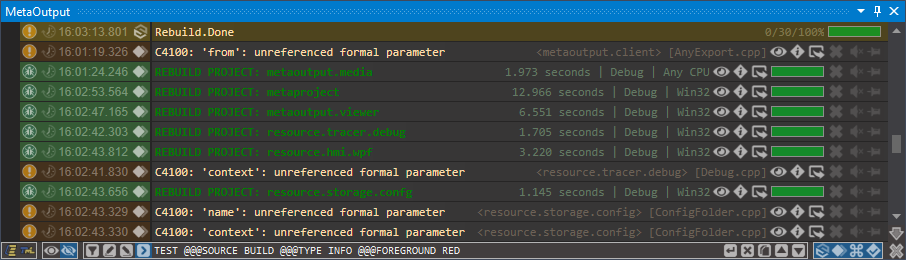 MetaOutput
16:03:13.801 Rebuild.Done 0/30/100%
16:01:19.326 C4100: 'from': unreferenced formal parameter <metaoutput.client> [AnyExport.cpp]
16:01:24.246 REBUILD PROJECT: metaoutput.media 1.973 seconds | Debug | Any CPU
16:02:53.564 REBUILD PROJECT: metaproject 12.966 seconds | Debug | Win32
16:02:47.165 REBUILD PROJECT: metaoutput.viewer 6.551 seconds | Debug | Win32
16:02:42.303 REBUILD PROJECT: resource.tracer.debug 1.705 seconds | Debug | Win32
16:02:43.812 REBUILD PROJECT: resource.hmi.wpf 3.220 seconds | Debug | Win32
16:02:41.830 C4100: 'context': unreferenced formal parameter <resource.tracer.debug> [Debug.cpp]
16:02:43.656 REBUILD PROJECT: resource.storage.confg 1.145 seconds | Debug | Win32
16:02:43.329 C4100: 'name': unreferenced formal parameter <resource.storage.config> [ConfigFolder.cpp]
16:02:43.330 C4100: 'context': unreferenced formal parameter <resource.storage.config> [ConfigFolder.cpp]
TEST @@@SOURCE BUILD @@@TYPE INFO @@@FOREGROUND RED